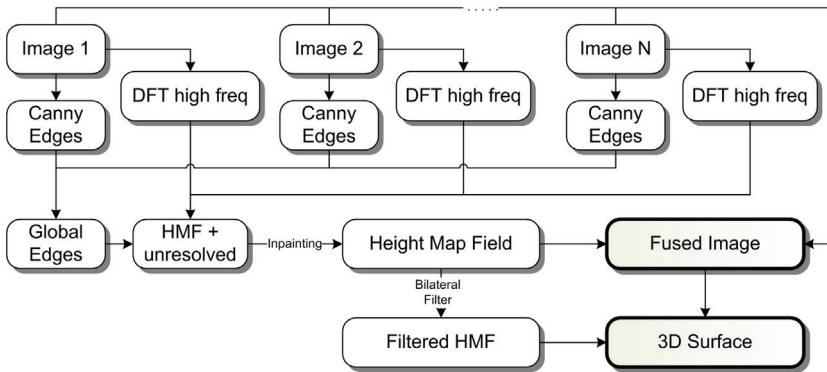 .....
Image 1
Image 2
Image N
DFT high freq
DFT high freq
DFT high freq
Canny
Edges
Canny
Edges
Canny
Edges
Global
Edges
HMF +
unresolved
Inpainting
Height Map Field
Fused Image
Bilateral
Filter
Filtered HMF
3D Surface